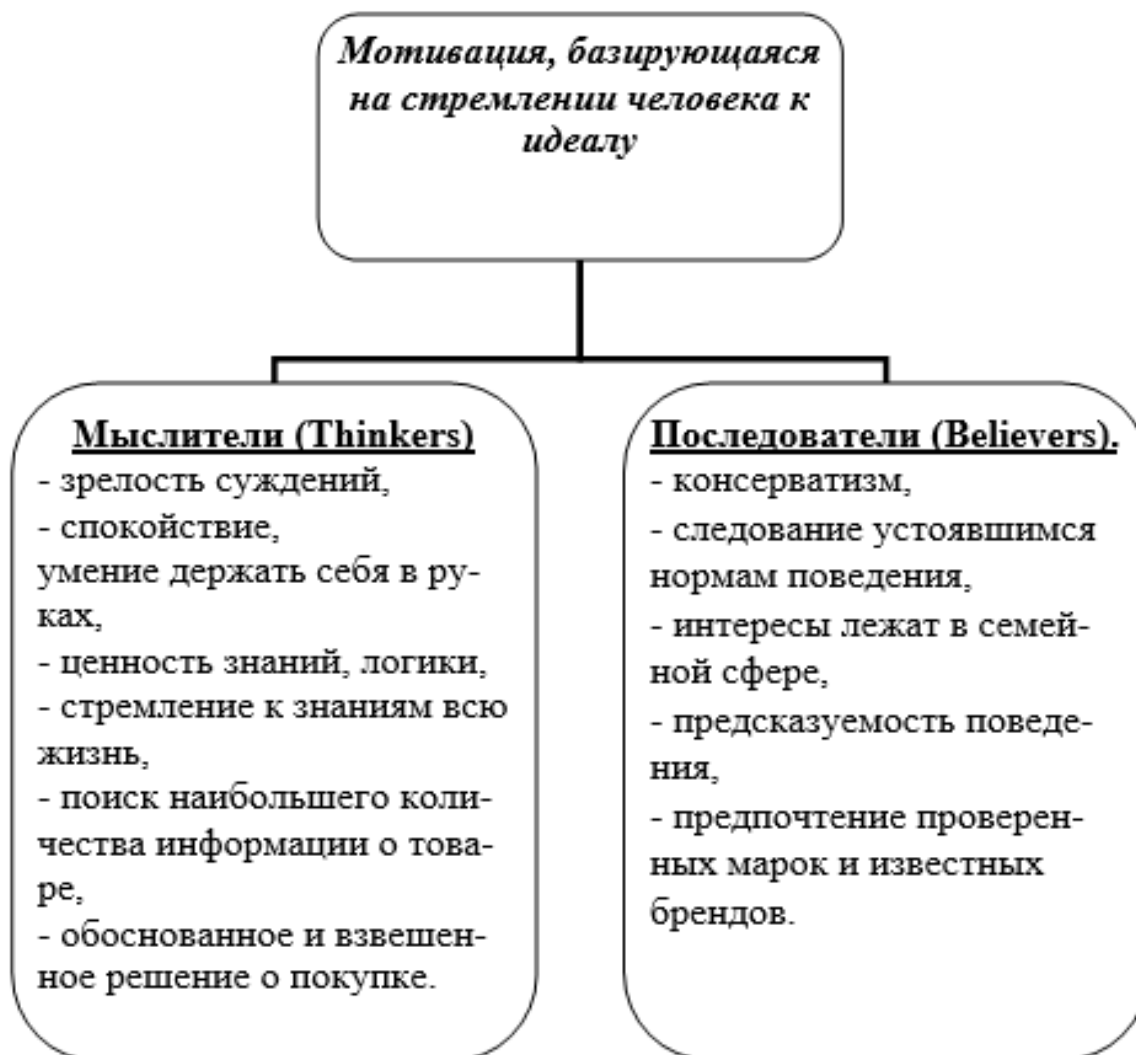 Мотивация, базирующаяся
на стремлении человека к
идеалу
Мыслители (Thinkers)
- зрелость суждений,
- спокойствие,
умение держать себя в ру-
ках,
- ценность знаний, логики,
- стремление к знаниям всю
жизнь,
- поиск наибольшего коли-
чества информации о това-
ре,
- обоснованное и взвешен-
ное решение о покупке.
Последователи (Believers).
- консерватизм,
- следование устоявшимся
нормам поведения,
- интересы лежат в семей-
ной сфере,
- предсказуемость поведе-
ния,
- предпочтение проверен-
ных марок и известных
брендов.